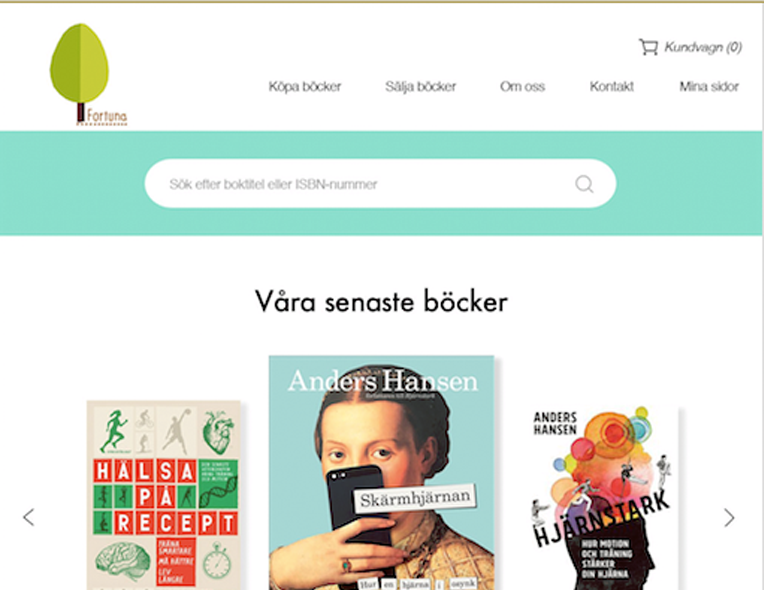 Kundvagn (0)
Fortuna
Köpa böcker
Sälja böcker
Om oss
Kontakt
Mina sidor
Sök efter boktitel eller ISBN-nummer
Våra senaste böcker
HÄLSA
PÅ
RECEPT
TRÄNA
SMARTARE
MÅ BÄTTRE
LEV
LÄNGRE
Anders Hansen
Skärmhjärnan
Hur en hjärna i osynk
ANDERS
HANSEN
HJÄRNSTARK
HUR MOTION
OCH TRÄNING
STÄRKER
DIN HJÄRNA